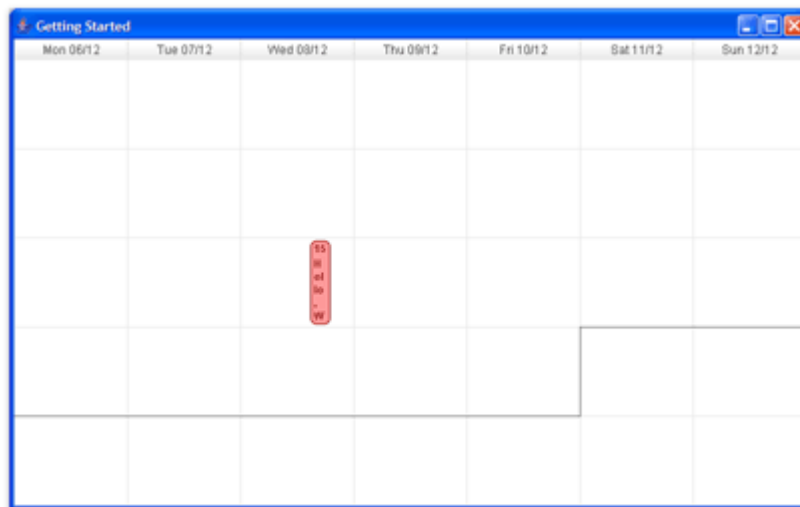 Getting Started
Mon 06/12 Tue 07/12 Wed 08/12 Thu 09/12 Fri 10/12 Sat 11/12 Sun 12/12
15
H
el
lo
,
W